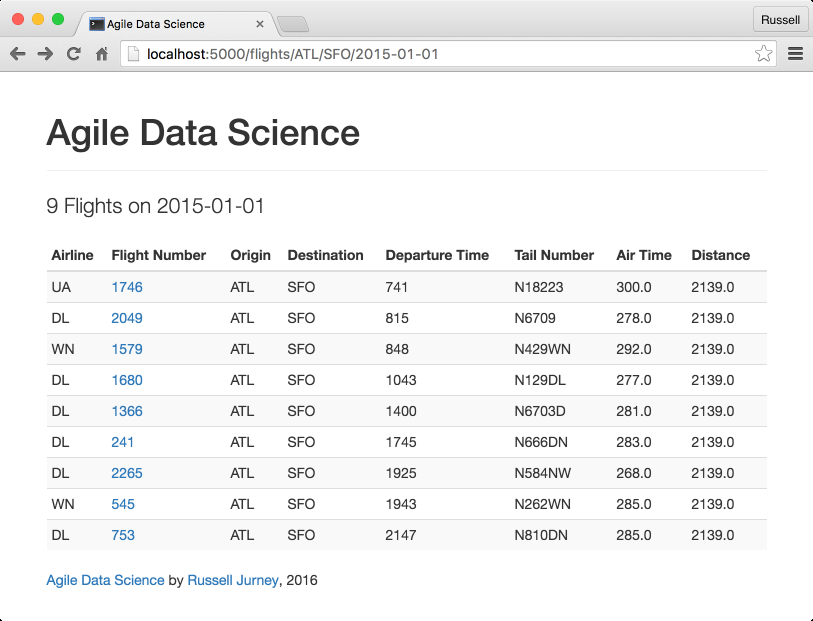 Agile Data Science
Russell
localhost:5000/flights/ATL/SFO/2015-01-01
Agile Data Science
9 Flights on 2015-01-01
Airline Flight Number Origin Destination Departure Time Tail Number Air Time Distance
UA 1746 ATL SFO 741 N18223 300.0 2139.0
DL 2049 ATL SFO 815 N6709 278.0 2139.0
WN 1579 ATL SFO 848 N429WN 292.0 2139.0
DL 1680 ATL SFO 1043 N129DL 277.0 2139.0
DL 1366 ATL SFO 1400 N6703D 281.0 2139.0
DL 241 ATL SFO 1745 N666DN 283.0 2139.0
DL 2265 ATL SFO 1925 N584NW 268.0 2139.0
WN 545 ATL SFO 1943 N262WN 285.0 2139.0
DL 753 ATL SFO 2147 N810DN 285.0 2139.0
Agile Data Science by Russell Jurney, 2016